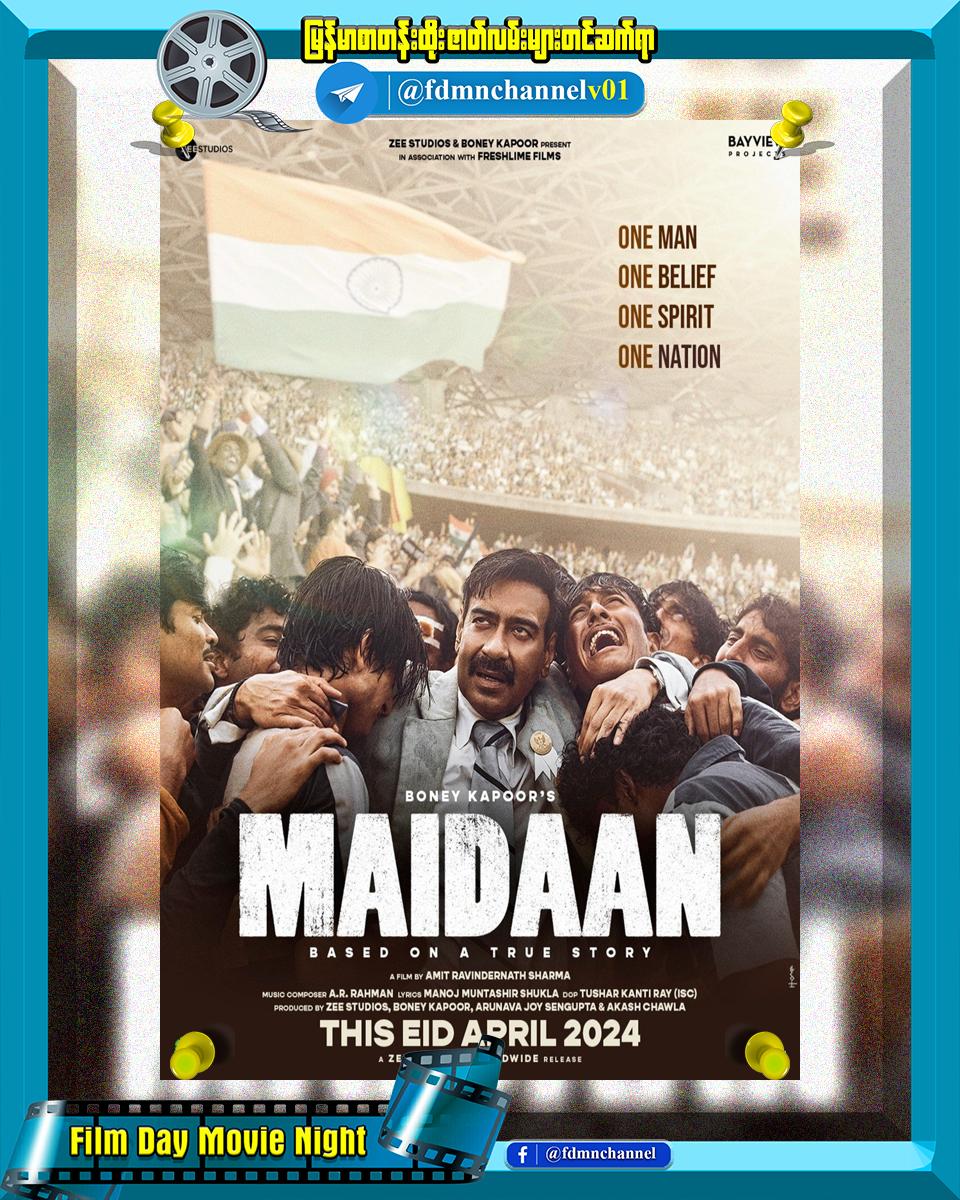 မြန်မာစာတန်းထိုးဇာတ်လမ်းများတင်ဆက်ရာ
@fdmnchannelv01
ZEE STUDIOS & BONEY KAPOOR PRESENT
IN ASSOCIATION WITH FRESHLIME FILMS
PROJECTS
ONE MAN
ONE BELIEF
ONE SPIRIT
ONE NATION
BONEY KAPOOR'S
MAIDAAN
BASED ON A TRUE STORY
A FILM BY AMIT RAVINDERNATH SHARMA
MUSIC COMPOSER A.R. RAHMAN LYRICS MANOJ MUNTASHIR SHUKLA DOP TUSHAR KANTI RAY (ISC)
PRODUCED BY ZEE STUDIOS, BONEY KAPOOR, ARUNAVA JOY SENGUPTA & AKASH CHAWLA
THIS EID APRIL 2024
RELEASE
Film Day Movie Night
@fdmnchannel